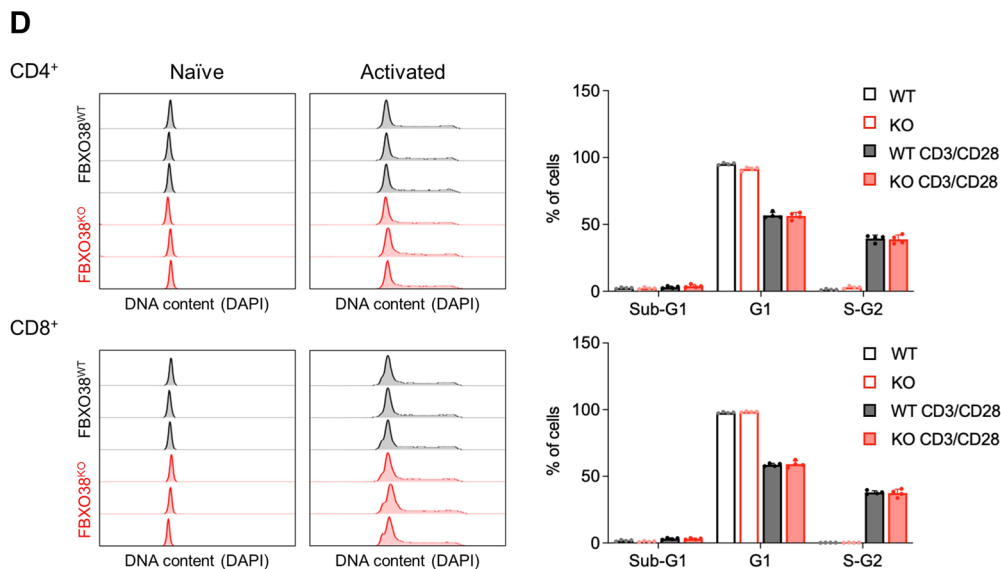 D
CD4+
Naïve
Activated
FBXO38WT
FBXO38KO
DNA content (DAPI)
DNA content (DAPI)
% of cells
150
100
50
0
Sub-G1
G1
S-G2
WT
KO
WT CD3/CD28
KO CD3/CD28
CD8+
FBXO38WT
FBXO38KO
DNA content (DAPI)
DNA content (DAPI)
% of cells
150
100
50
0
Sub-G1
G1
S-G2
WT
KO
WT CD3/CD28
KO CD3/CD28